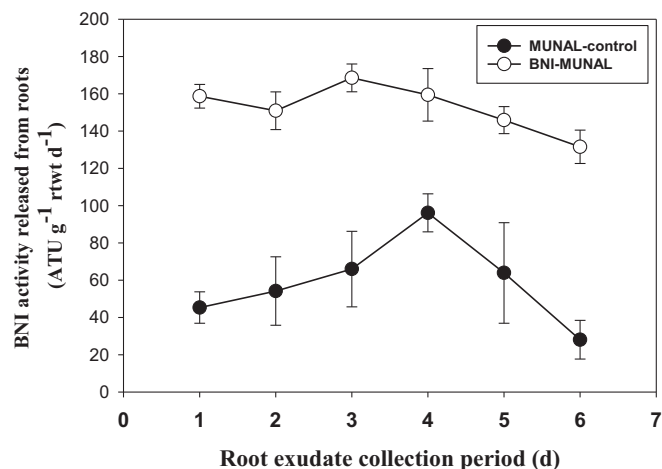 200
180
160
140
120
100
80
60
40
20
0
BNI activity released from roots
(ATU g-1 rtwt d-1)
MUNAL-control
BNI-MUNAL
0 1 2 3 4 5 6 7
Root exudate collection period (d)